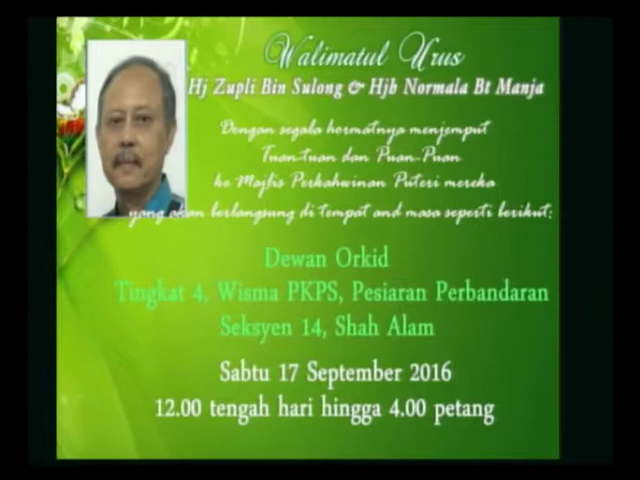 Walimatul Urus
Hj Zupli Bin Sulong & Hjh Normala Bt Manja
Dengan segala hormatnya menjemput
Tuan-tuan dan Puan-Puan
ke Majlis Perkahwinan Puteri mereka
yang akan berlangsung di tempat and masa seperti berikut:
Dewan Orkid
Tingkat 4, Wisma PKPS, Pesiaran Perbandaran
Seksyen 14, Shah Alam
Sabtu 17 September 2016
12.00 tengah hari hingga 4.00 petang